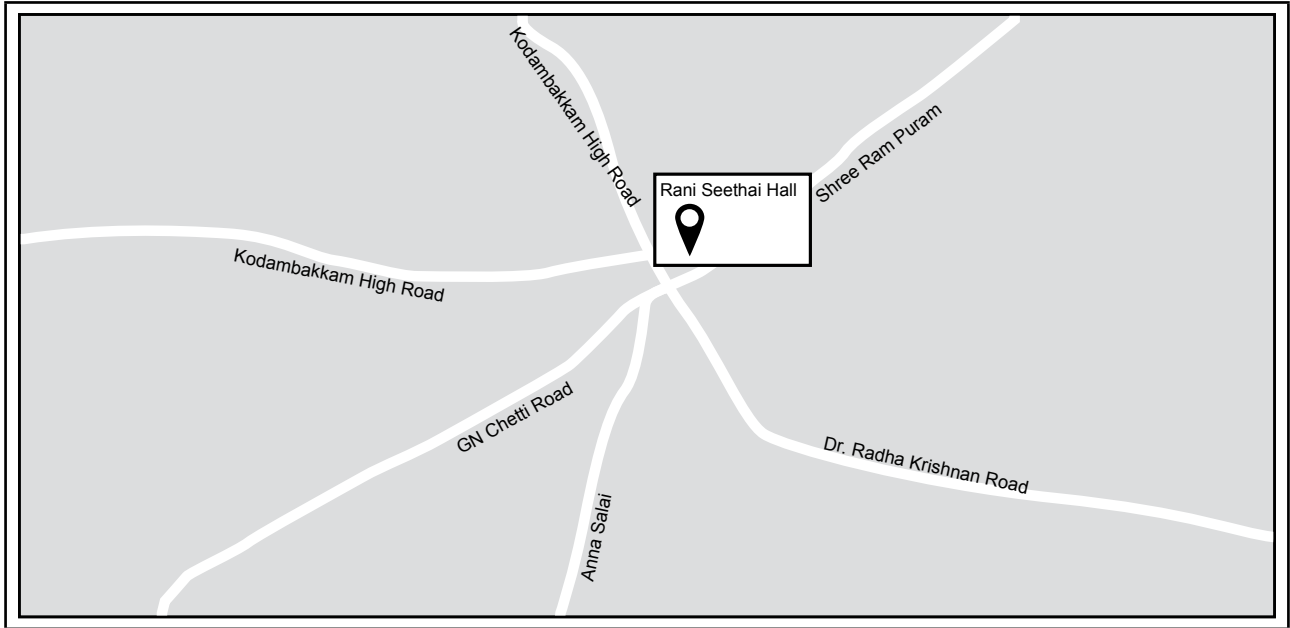 Kodambakkam High Road
Shree Ram Puram
Rani Seethai Hall
Kodambakkam High Road
GN Chetti Road
Dr. Radha Krishnan Road
Anna Salai